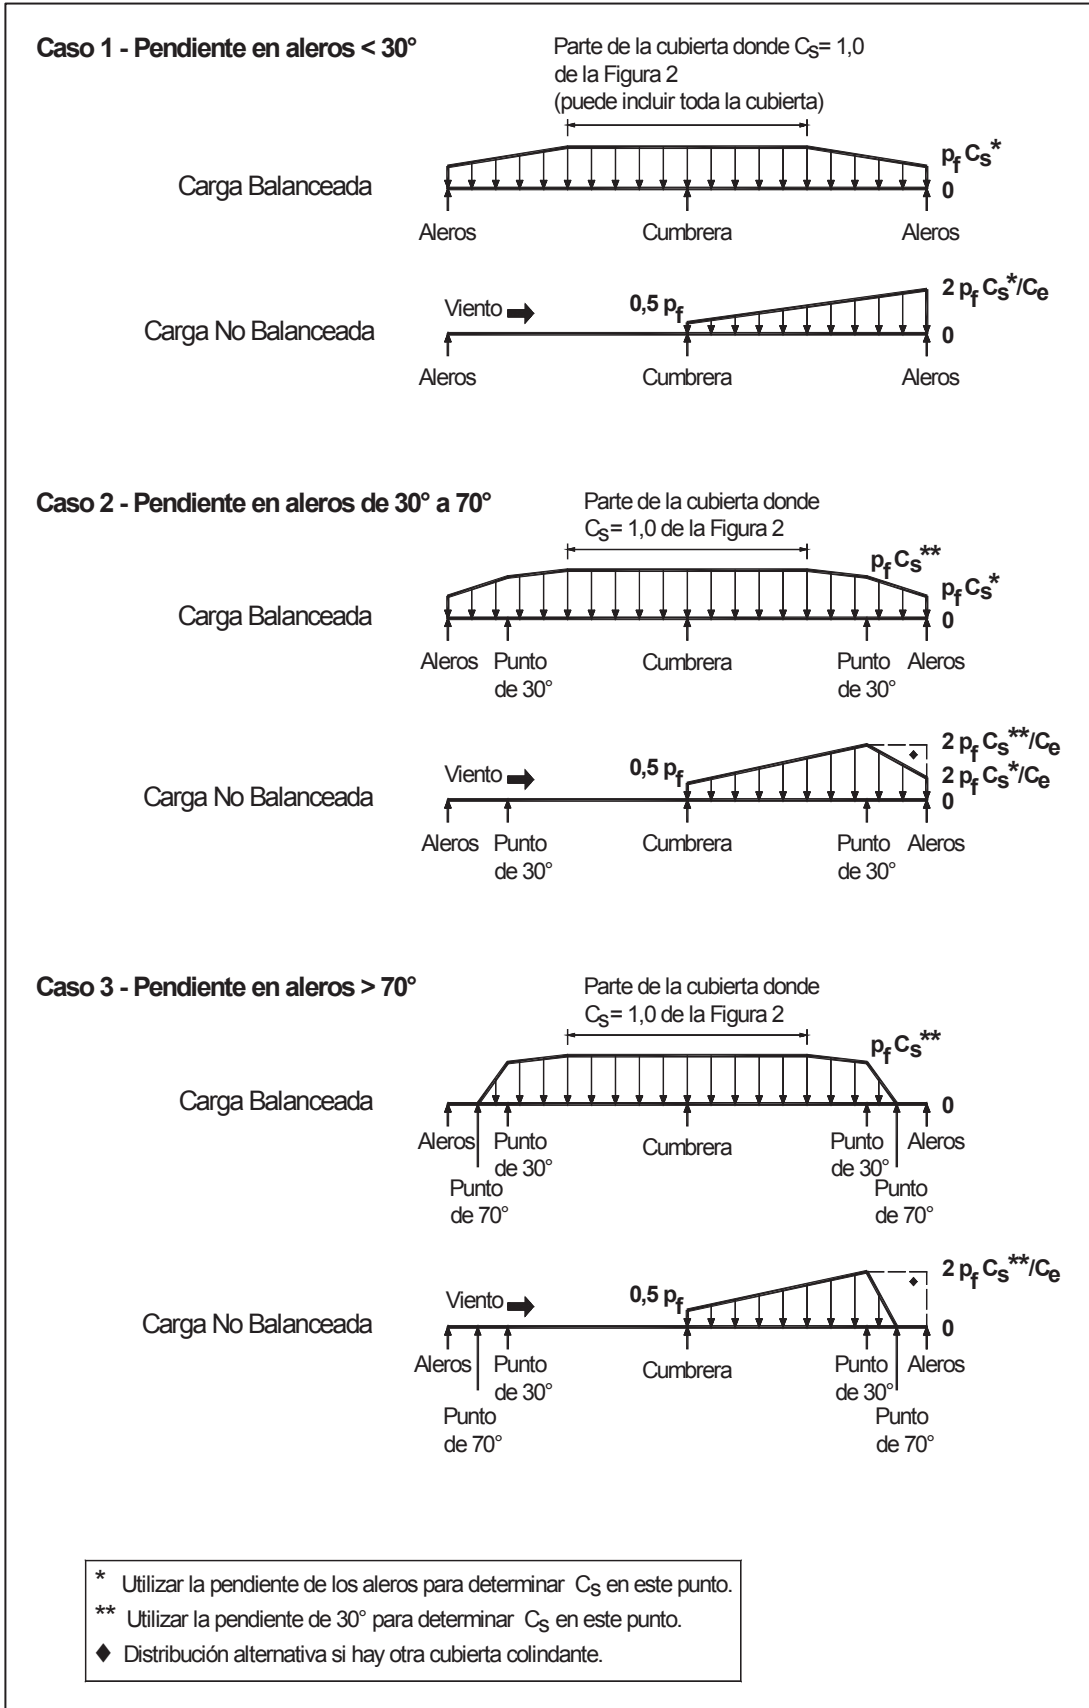 Caso 1 - Pendiente en aleros < 30°
Parte de la cubierta donde Cs= 1,0
de la Figura 2
(puede incluir toda la cubierta)
Carga Balanceada
pf Cs*
0
Aleros
Cumbrera
Aleros
Carga No Balanceada
Viento
0,5 pf
2 pf Cs*/Ce
0
Aleros
Cumbrera
Aleros
Caso 2 - Pendiente en aleros de 30° a 70°
Parte de la cubierta donde
Cs= 1,0 de la Figura 2
Carga Balanceada
pf Cs**
pf Cs*
0
Aleros
Punto
de 30°
Cumbrera
Punto
de 30°
Aleros
Carga No Balanceada
Viento
0,5 pf
♦
2 pf Cs**/Ce
2 pf Cs*/Ce
0
Aleros
Punto
de 30°
Cumbrera
Punto
de 30°
Aleros
Caso 3 - Pendiente en aleros > 70°
Parte de la cubierta donde
Cs= 1,0 de la Figura 2
Carga Balanceada
pf Cs**
0
Aleros
Punto
de 30°
Cumbrera
Punto
de 30°
Aleros
Punto
de 70°
Punto
de 70°
Carga No Balanceada
Viento
0,5 pf
♦
2 pf Cs**/Ce
0
Aleros
Punto
de 30°
Cumbrera
Punto
de 30°
Aleros
Punto
de 70°
Punto
de 70°
* Utilizar la pendiente de los aleros para determinar Cs en este punto.
** Utilizar la pendiente de 30° para determinar Cs en este punto.
♦ Distribución alternativa si hay otra cubierta colindante.